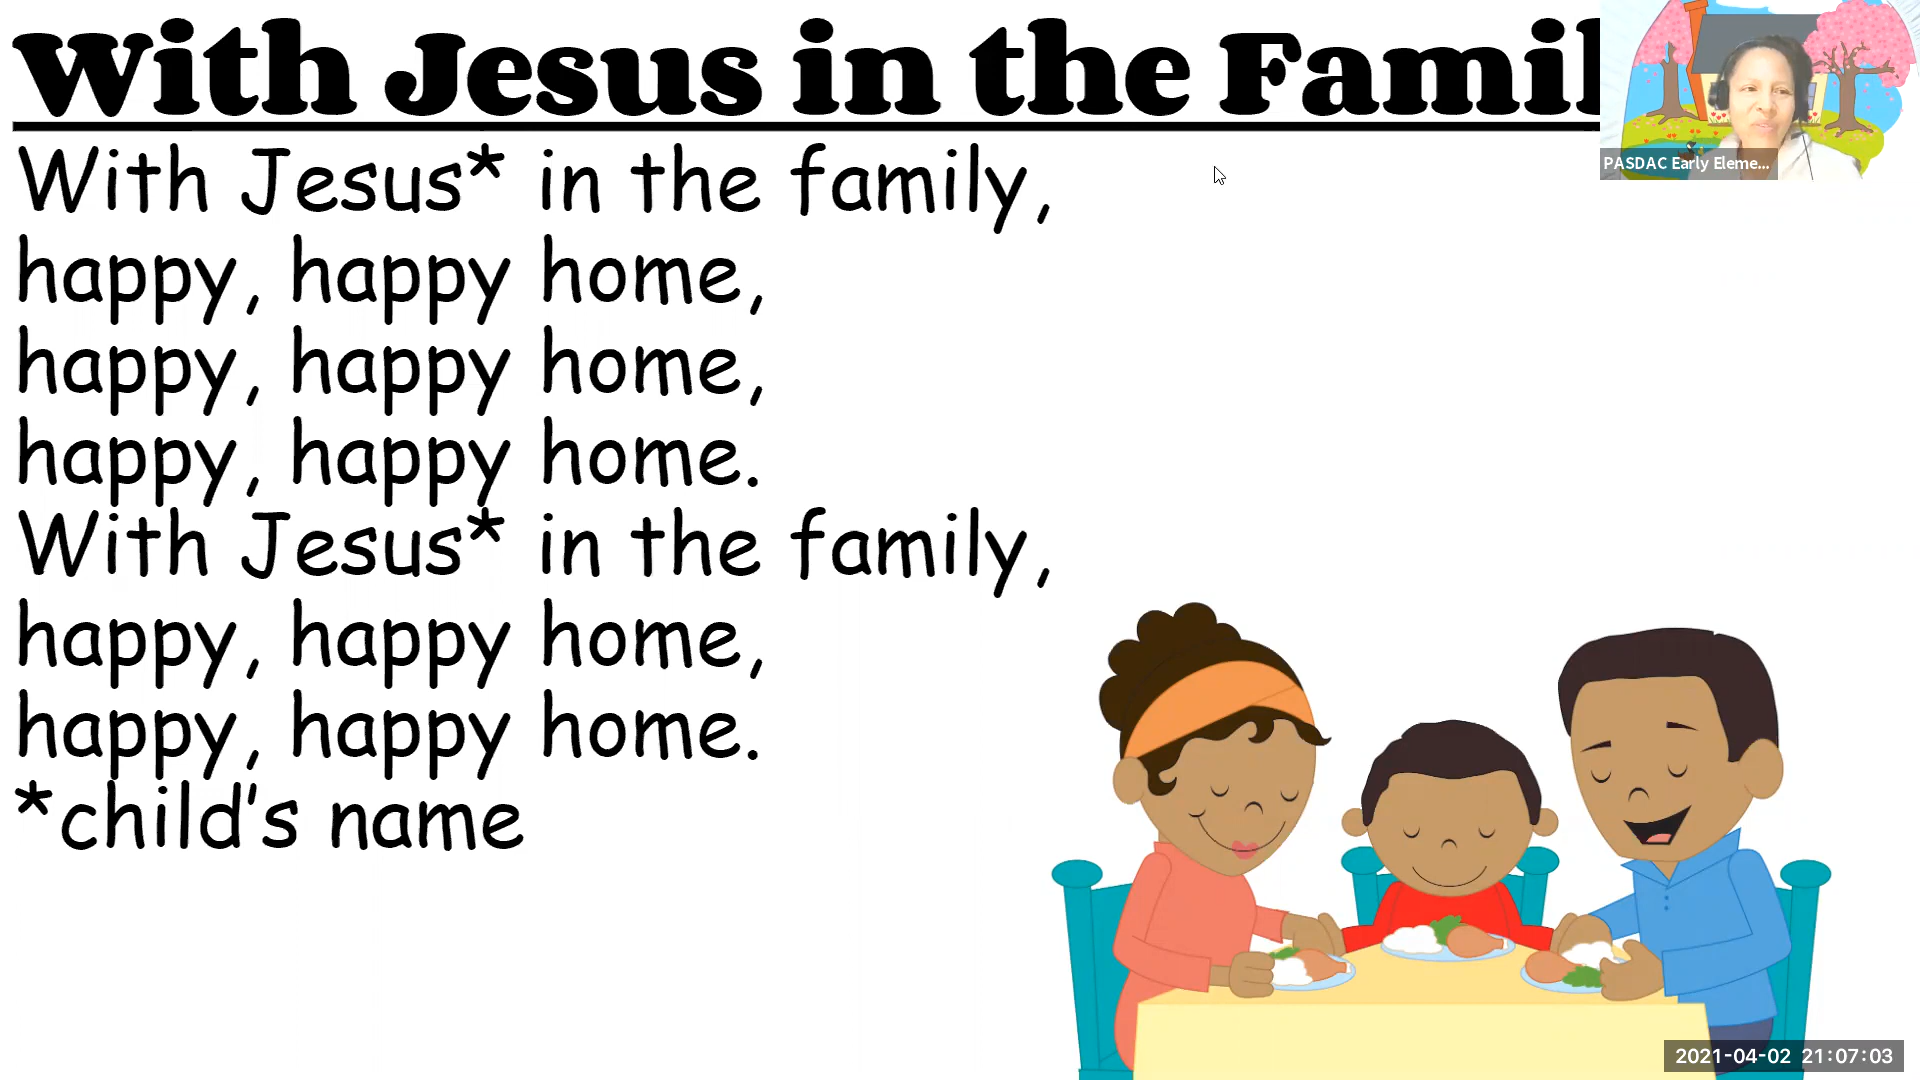 With Jesus in the Famil
PASDAC Early Eleme...
With Jesus* in the family,
happy, happy home,
happy, happy home,
happy, happy home.
With Jesus* in the family,
happy, happy home,
happy, happy home.
*child's name
2021-04-02 21:07:03